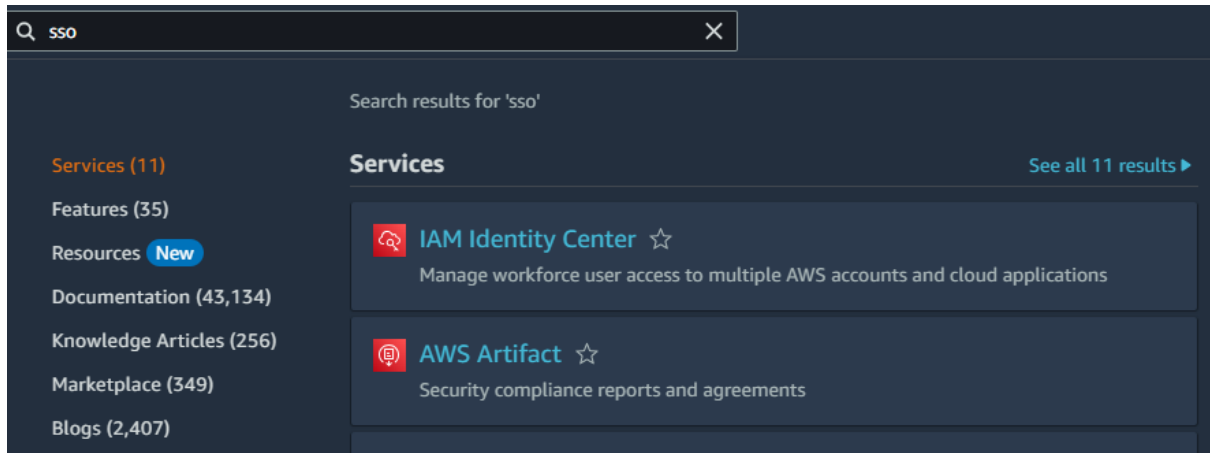 sso
Search results for 'sso'
Services (11)
Features (35)
Resources New
Documentation (43,134)
Knowledge Articles (256)
Marketplace (349)
Blogs (2,407)
Services
See all 11 results
IAM Identity Center
Manage workforce user access to multiple AWS accounts and cloud applications
AWS Artifact
Security compliance reports and agreements